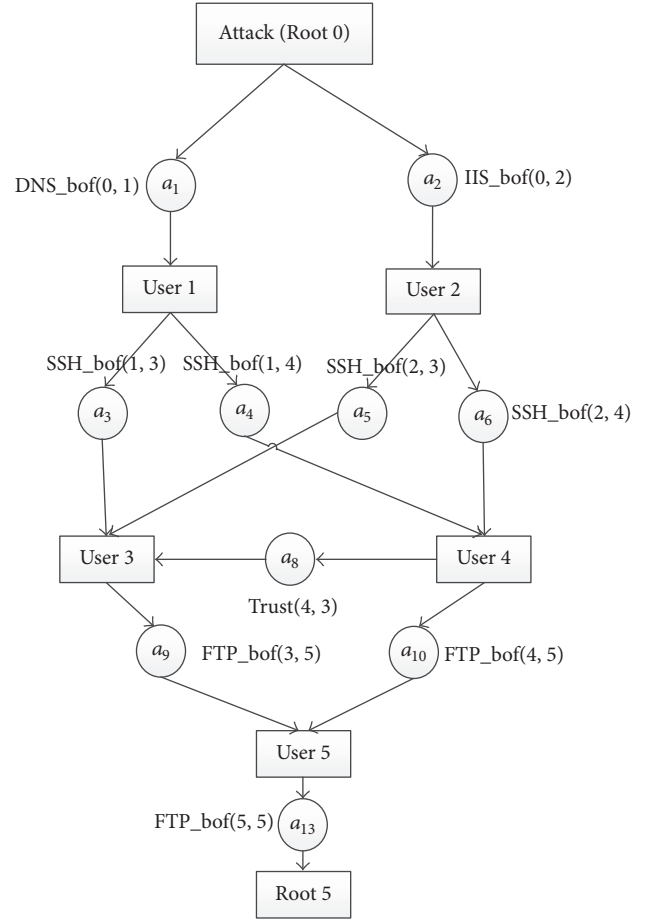 Attack (Root 0)
DNS_bof(0, 1)
a1
a2
IIS_bof(0, 2)
User 1
User 2
SSH_bof(1, 3)
SSH_bof(1, 4)
SSH_bof(2, 3)
a3
a4
a5
a6
SSH_bof(2, 4)
User 3
a8
User 4
Trust(4, 3)
a9
FTP_bof(3, 5)
a10
FTP_bof(4, 5)
User 5
FTP_bof(5, 5)
a13
Root 5